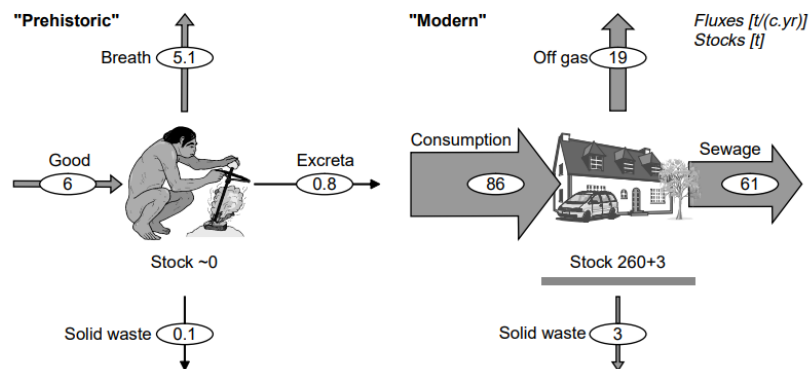 "Prehistoric"
Breath
5.1
Good
6
Excreta
0.8
Stock ~0
Solid waste
0.1
"Modern"
Fluxes [t/(c.yr)]
Stocks [t]
Off gas
19
Consumption
86
Sewage
61
Stock 260+3
Solid waste
3